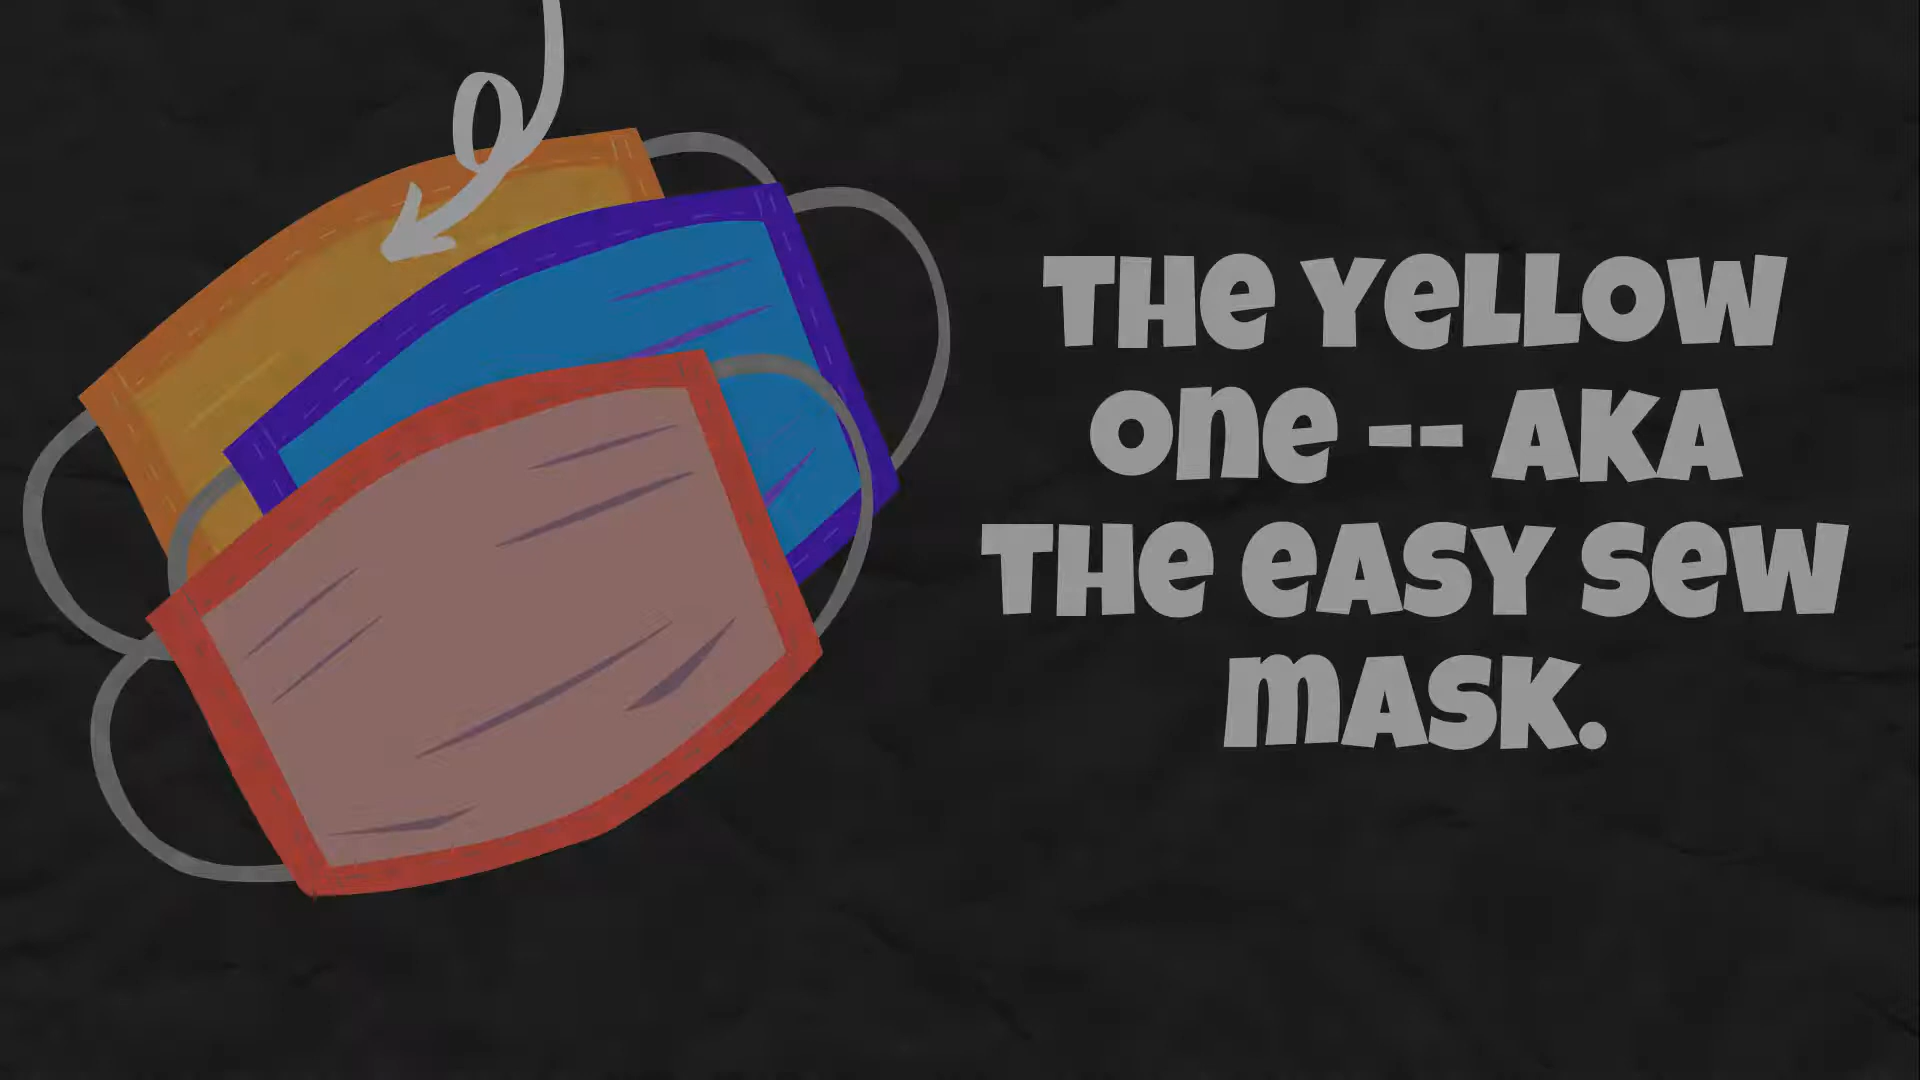 THE YELLOW
ONE -- AKA
THE EASY SEW
MASK.